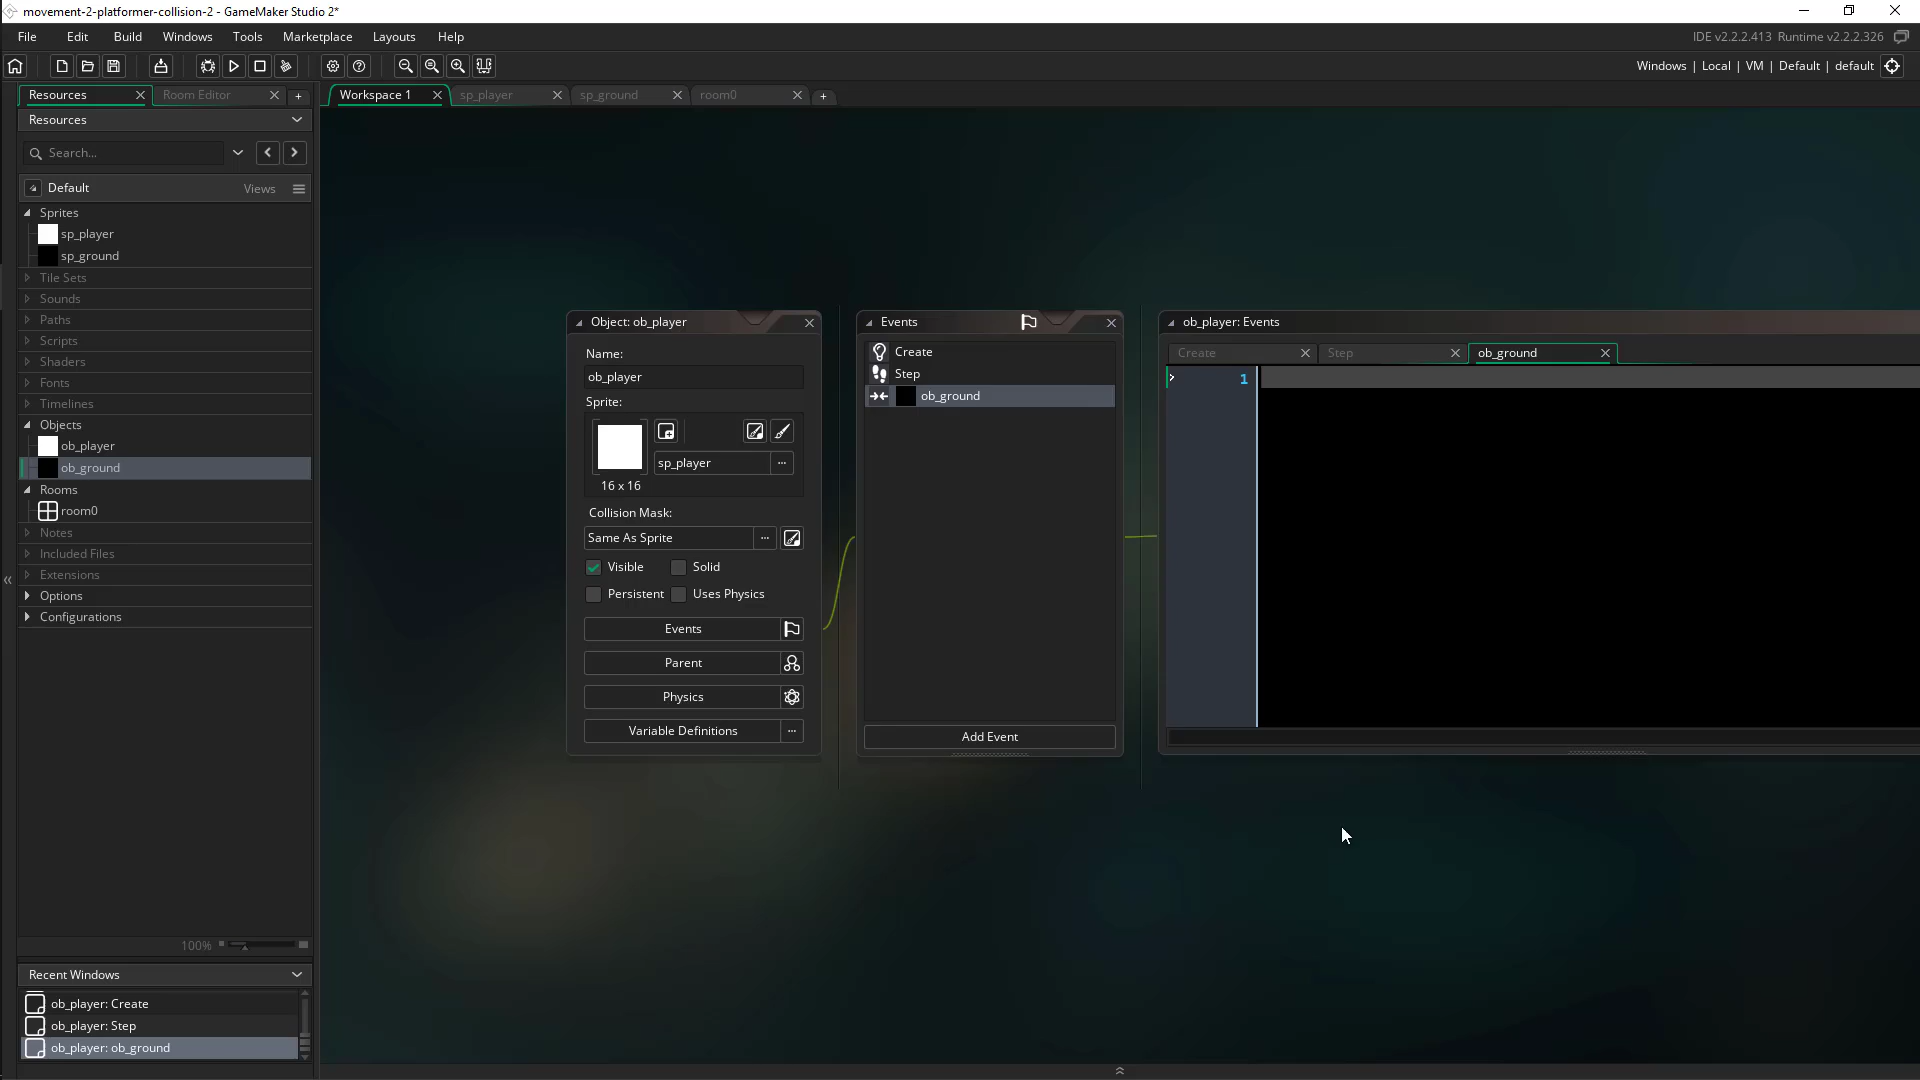 movement-2-platformer-collision-2 - GameMaker Studio 2*
File Edit Build Windows Tools Marketplace Layouts Help
IDE v2.2.2.413 Runtime v2.2.2.326
Windows | Local | VM | Default | default
Resources Room Editor +
Workspace 1 sp_player sp_ground room0 +
Resources
Search...
Default Views
Sprites
sp_player
sp_ground
Tile Sets
Sounds
Paths
Scripts
Shaders
Fonts
Timelines
Objects
ob_player
ob_ground
Rooms
room0
Notes
Included Files
Extensions
Options
Configurations
100%
Recent Windows
ob_player: Create
ob_player: Step
ob_player: ob_ground
Object: ob_player
Name:
ob_player
Sprite:
sp_player ...
16 x 16
Collision Mask:
Same As Sprite ...
Visible Solid
Persistent Uses Physics
Events
Parent
Physics
Variable Definitions ...
Events
Create
Step
ob_ground
Add Event
ob_player: Events
Create Step ob_ground
1